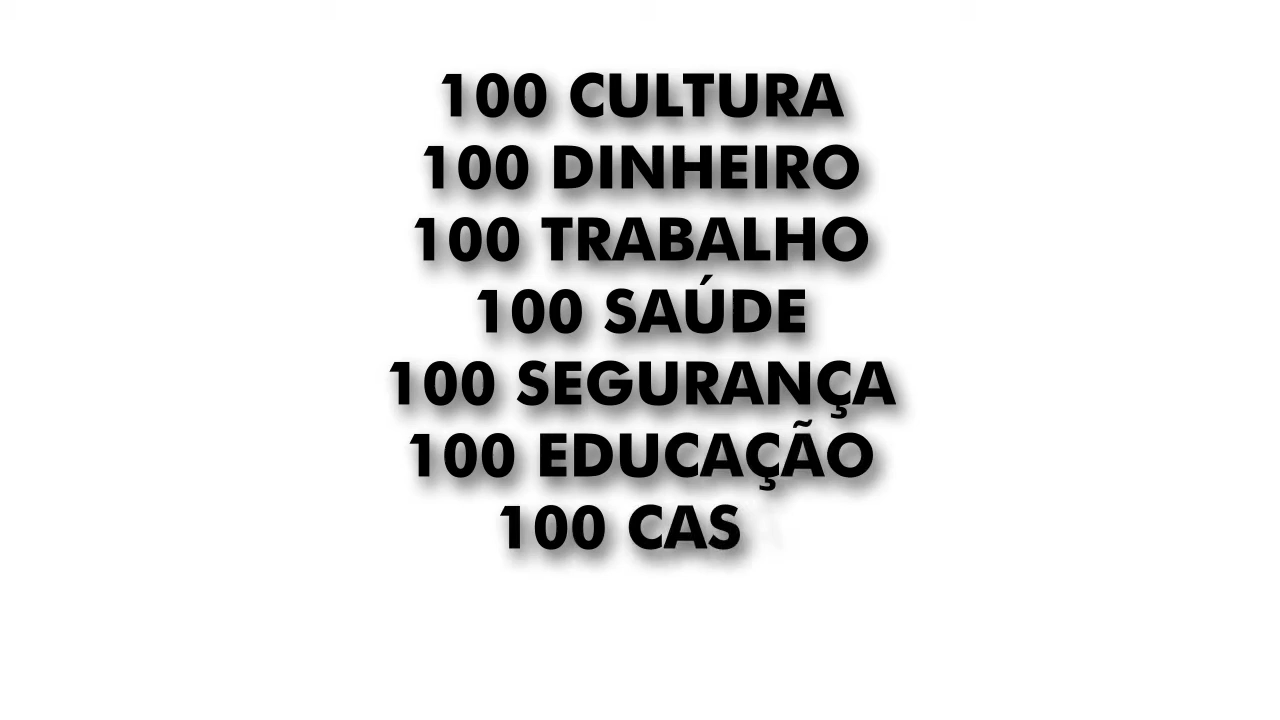 100 CULTURA
100 DINHEIRO
100 TRABALHO
100 SAÚDE
100 SEGURANÇA
100 EDUCAÇÃO
100 CAS